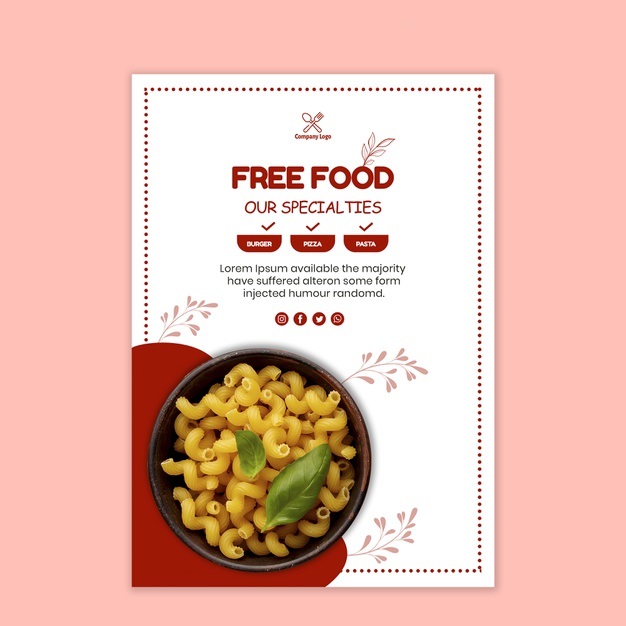 Company Logo
FREE FOOD
OUR SPECIALTIES
BURGER PIZZA PASTA
Lorem Ipsum available the majority
have suffered alteron some form
injected humour randomd.